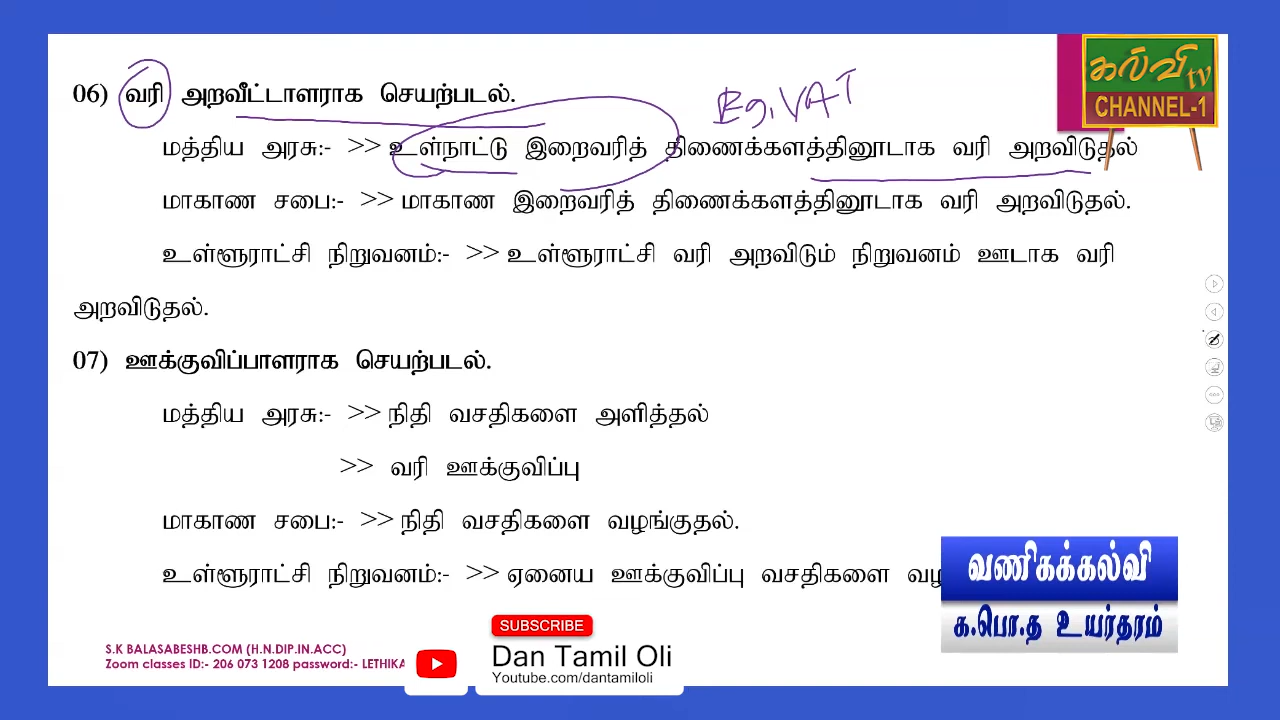 06) வரி அறவீட்டாளராக செயற்படல்.
Eg, VAT
மத்திய அரசு:- >> உள்நாட்டு இறைவரித் திணைக்களத்தினூடாக வரி அறவிடுதல்
மாகாண சபை:- >> மாகாண இறைவரித் திணைக்களத்தினூடாக வரி அறவிடுதல்.
உள்ளூராட்சி நிறுவனம்:- >> உள்ளூராட்சி வரி அறவிடும் நிறுவனம் ஊடாக வரி
அறவிடுதல்.
07) ஊக்குவிப்பாளராக செயற்படல்.
மத்திய அரசு:- >> நிதி வசதிகளை அளித்தல்
>> வரி ஊக்குவிப்பு
மாகாண சபை:- >> நிதி வசதிகளை வழங்குதல்.
உள்ளூராட்சி நிறுவனம்:- >> ஏனைய ஊக்குவிப்பு வசதிகளை
கல்வி tv
CHANNEL-1
வணிகக்கல்வி
க.பொ.த உயர்தரம்
S.K BALASABESHB.COM (H.N.DIP.IN.ACC)
Zoom classes ID:- 206 073 1208 password:- LETHIKA
SUBSCRIBE
Dan Tamil Oli
Youtube.com/dantamiloli